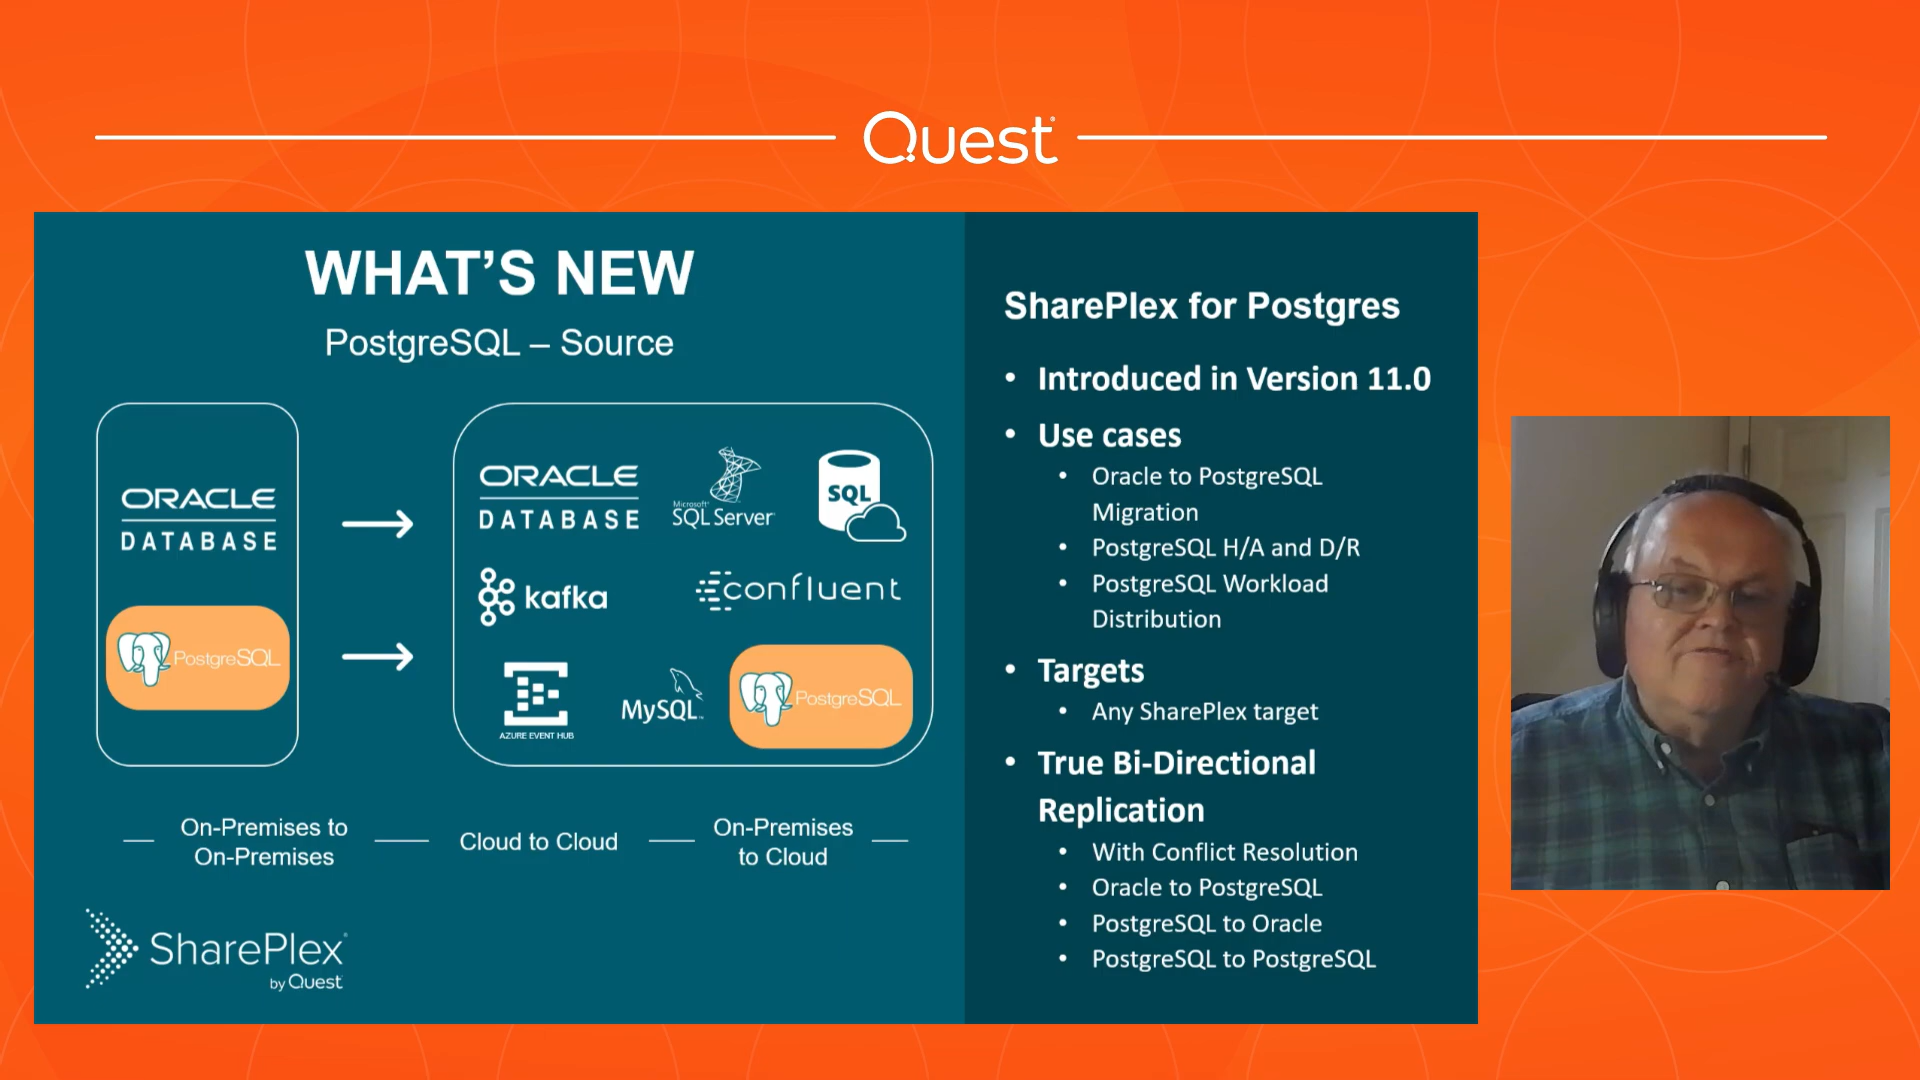 Quest
WHAT'S NEW
PostgreSQL – Source
ORACLE
DATABASE
PostgreSQL
ORACLE
DATABASE
Microsoft
SQL Server
SQL
kafka
confluent
AZURE EVENT HUB
MySQL
PostgreSQL
On-Premises to
On-Premises
Cloud to Cloud
On-Premises
to Cloud
SharePlex
by Quest
SharePlex for Postgres
• Introduced in Version 11.0
• Use cases
• Oracle to PostgreSQL
Migration
• PostgreSQL H/A and D/R
• PostgreSQL Workload
Distribution
• Targets
• Any SharePlex target
• True Bi-Directional
Replication
• With Conflict Resolution
• Oracle to PostgreSQL
• PostgreSQL to Oracle
• PostgreSQL to PostgreSQL